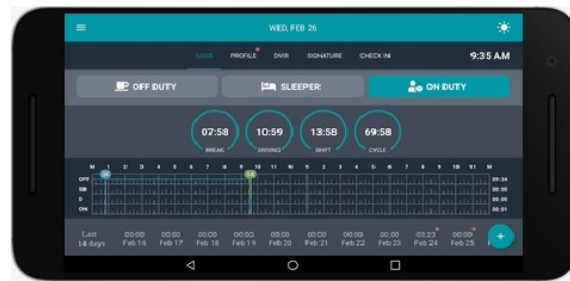 WED, FEB 26
LOGS PROFILE DVIR SIGNATURE CHECK IN 9:35 AM
OFF DUTY SLEEPER ON DUTY
07:58 10:59 13:58 69:58
BREAK DRIVING SHIFT CYCLE
M 1 2 3 4 5 6 7 8 9 10 11 N 1 2 3 4 5 6 7 8 9 10 11 M
OFF 09:34
SB 00:00
D 00:00
ON 00:01
Last 00:00 00:00 00:00 00:00 00:00 00:00 00:00 00:00 03:23 00:00
14 days Feb 16 Feb 17 Feb 18 Feb 19 Feb 20 Feb 21 Feb 22 Feb 23 Feb 24 Feb 25